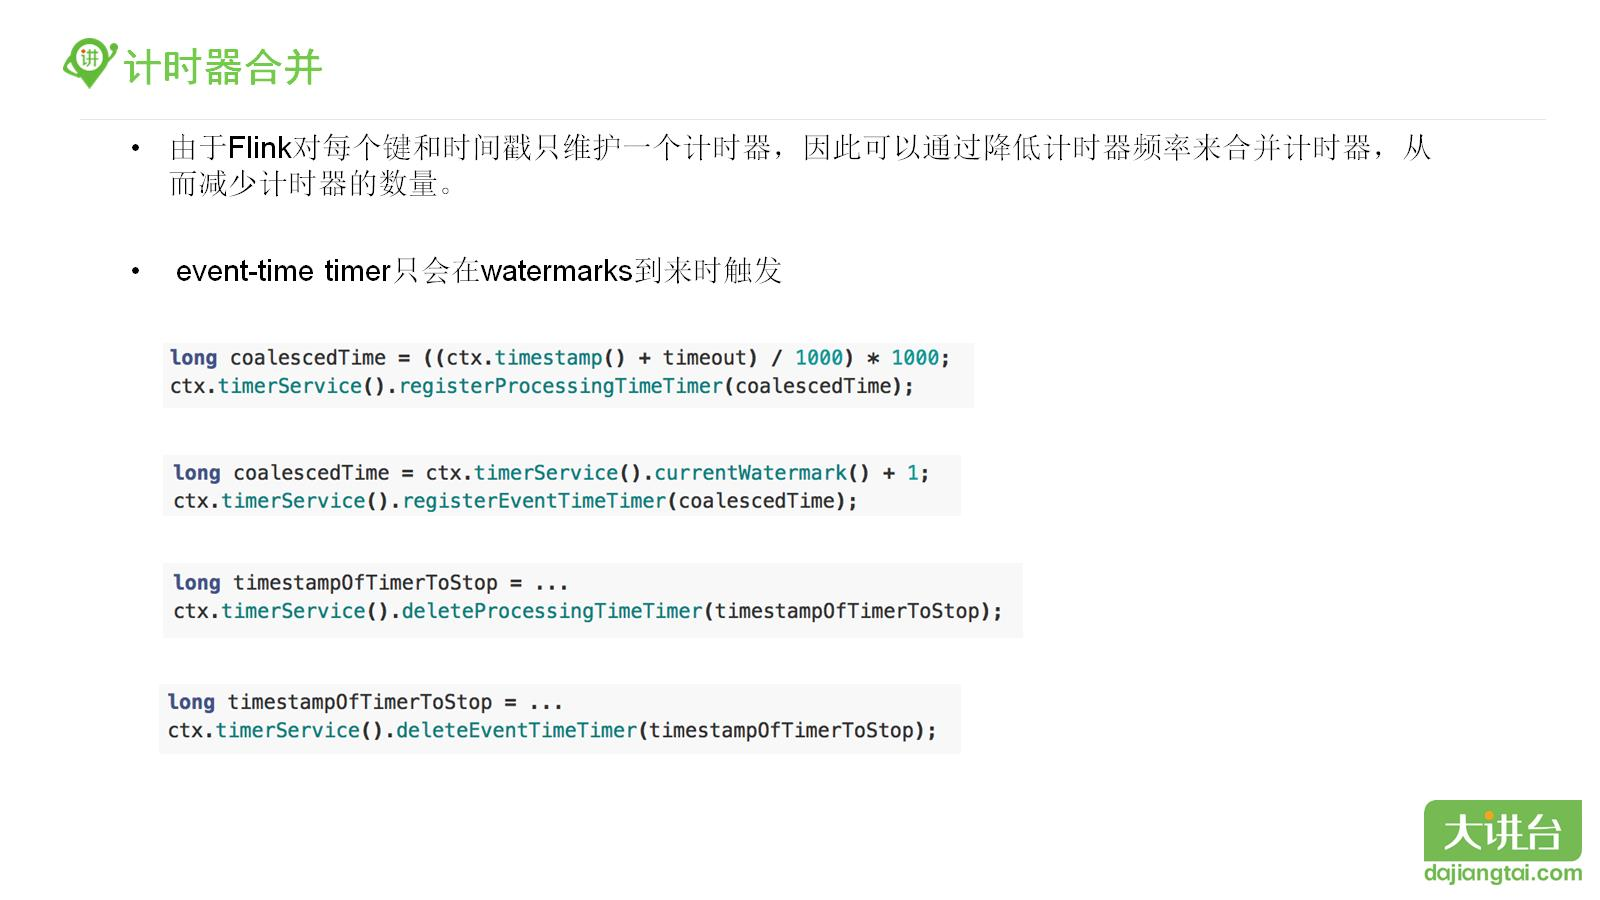 讲 计时器合并
• 由于Flink对每个键和时间戳只维护一个计时器，因此可以通过降低计时器频率来合并计时器，从
而减少计时器的数量。
• event-time timer只会在watermarks到来时触发
long coalescedTime = ((ctx.timestamp() + timeout) / 1000) * 1000;
ctx.timerService().registerProcessingTimeTimer(coalescedTime);
long coalescedTime = ctx.timerService().currentWatermark() + 1;
ctx.timerService().registerEventTimeTimer(coalescedTime);
long timestampOfTimerToStop = ...
ctx.timerService().deleteProcessingTimeTimer(timestampOfTimerToStop);
long timestampOfTimerToStop = ...
ctx.timerService().deleteEventTimeTimer(timestampOfTimerToStop);
大讲台
dajiangtai.com